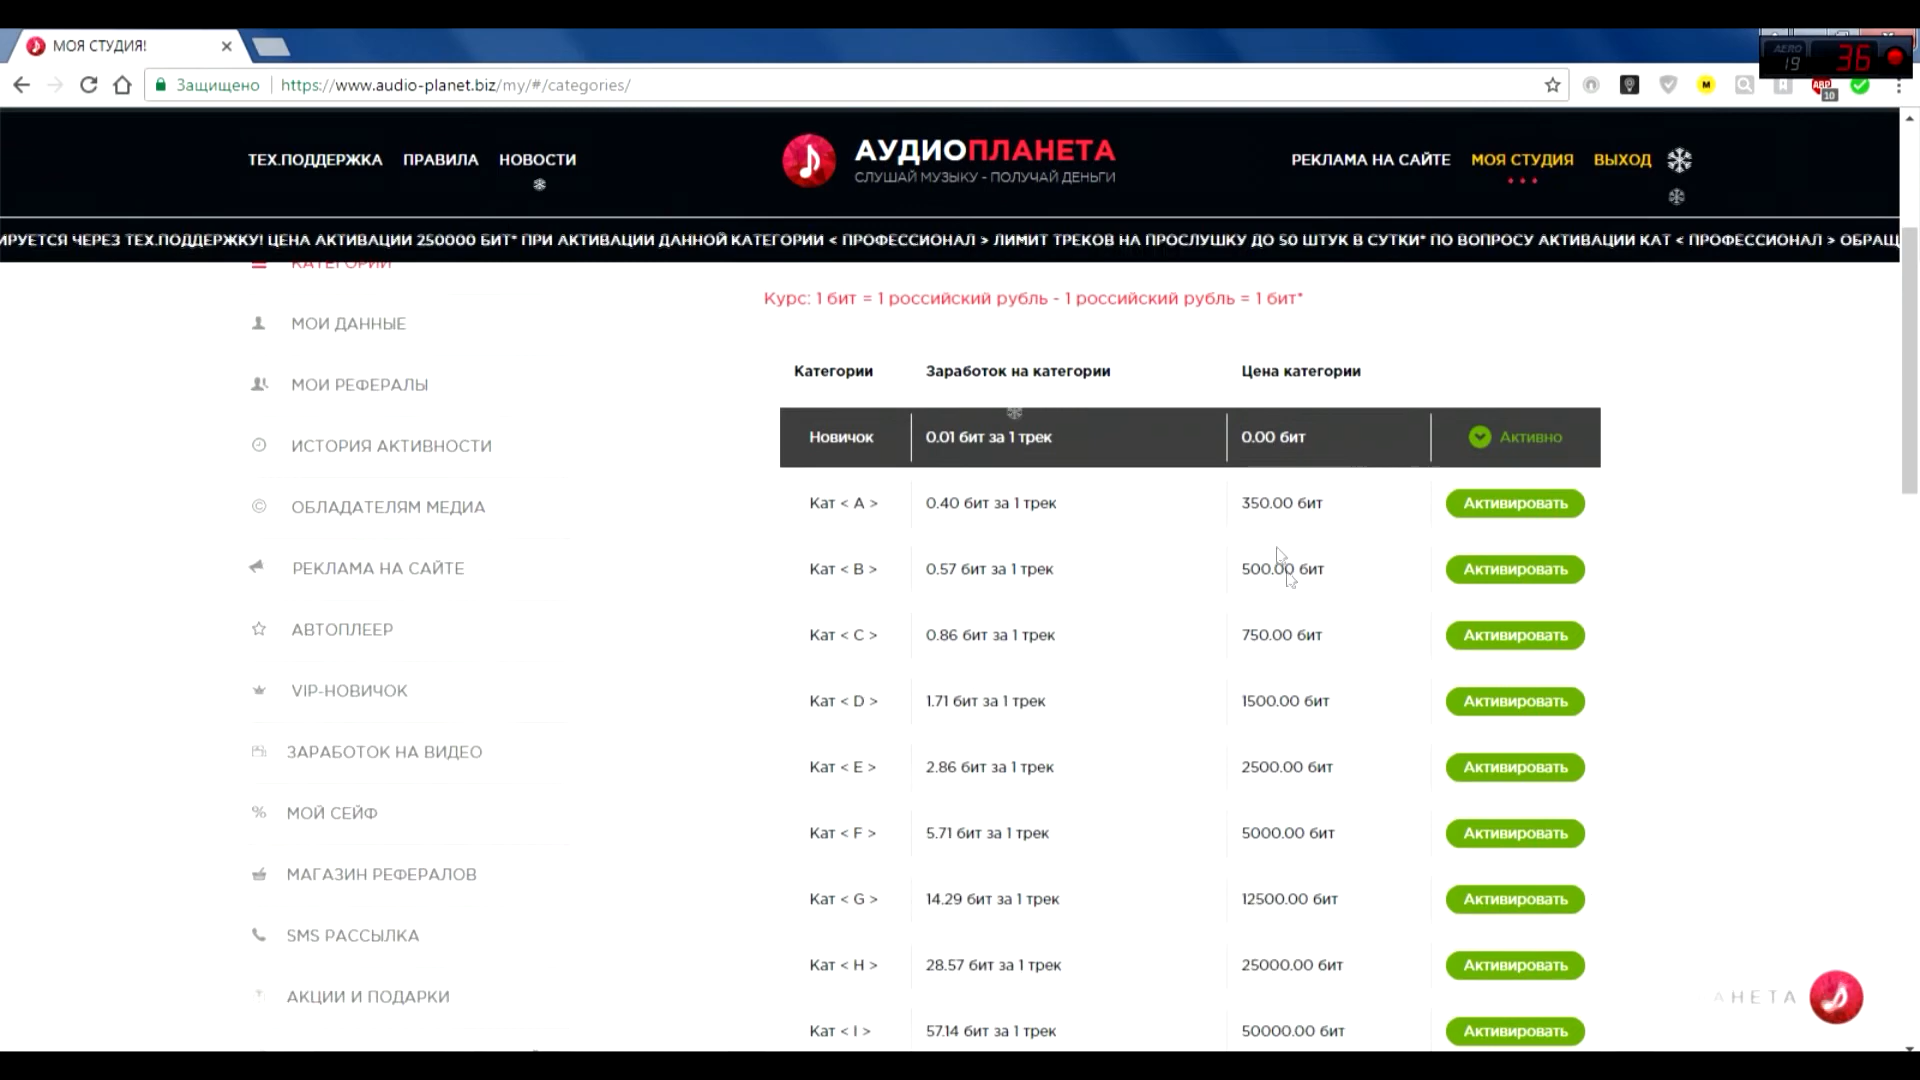 МОЯ СТУДИЯ!
AERO
19 36
Защищено https://www.audio-planet.biz/my/#/categories/
ABP
10
ТЕХ.ПОДДЕРЖКА ПРАВИЛА НОВОСТИ
АУДИОПЛАНЕТА
СЛУШАЙ МУЗЫКУ - ПОЛУЧАЙ ДЕНЬГИ
РЕКЛАМА НА САЙТЕ МОЯ СТУДИЯ ВЫХОД
ИРУЕТСЯ ЧЕРЕЗ ТЕХ.ПОДДЕРЖКУ! ЦЕНА АКТИВАЦИИ 250000 БИТ* ПРИ АКТИВАЦИИ ДАННОЙ КАТЕГОРИИ < ПРОФЕССИОНАЛ > ЛИМИТ ТРЕКОВ НА ПРОСЛУШКУ ДО 50 ШТУК В СУТКИ* ПО ВОПРОСУ АКТИВАЦИИ КАТ < ПРОФЕССИОНАЛ > ОБРАЩ
КАТЕГОРИИ
МОИ ДАННЫЕ
МОИ РЕФЕРАЛЫ
ИСТОРИЯ АКТИВНОСТИ
ОБЛАДАТЕЛЯМ МЕДИА
РЕКЛАМА НА САЙТЕ
АВТОПЛЕЕР
VIP-НОВИЧОК
ЗАРАБОТОК НА ВИДЕО
МОЙ СЕЙФ
МАГАЗИН РЕФЕРАЛОВ
SMS РАССЫЛКА
АКЦИИ И ПОДАРКИ
Курс: 1 бит = 1 российский рубль - 1 российский рубль = 1 бит*
Категории Заработок на категории Цена категории
Новичок 0.01 бит за 1 трек 0.00 бит Активно
Кат < A > 0.40 бит за 1 трек 350.00 бит Активировать
Кат < B > 0.57 бит за 1 трек 500.00 бит Активировать
Кат < C > 0.86 бит за 1 трек 750.00 бит Активировать
Кат < D > 1.71 бит за 1 трек 1500.00 бит Активировать
Кат < E > 2.86 бит за 1 трек 2500.00 бит Активировать
Кат < F > 5.71 бит за 1 трек 5000.00 бит Активировать
Кат < G > 14.29 бит за 1 трек 12500.00 бит Активировать
Кат < H > 28.57 бит за 1 трек 25000.00 бит Активировать
Кат < I > 57.14 бит за 1 трек 50000.00 бит Активировать
АНЕТА